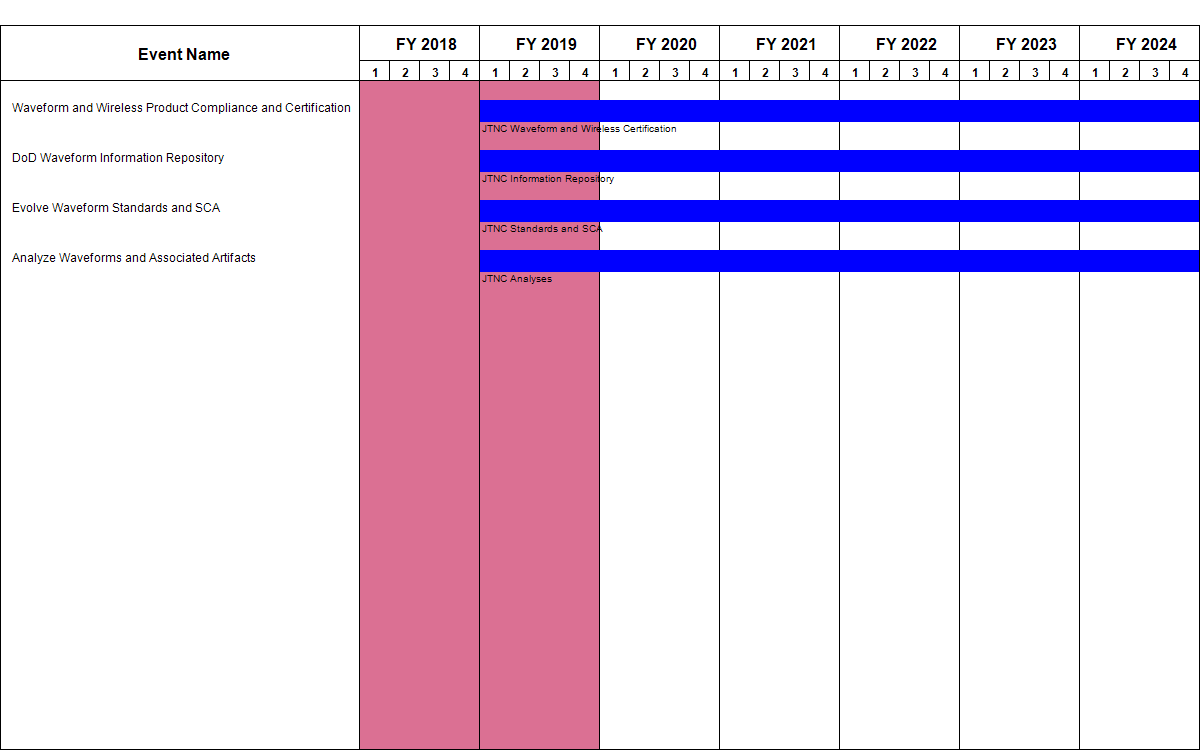 Event Name
FY 2018 FY 2019 FY 2020 FY 2021 FY 2022 FY 2023 FY 2024
1 2 3 4 1 2 3 4 1 2 3 4 1 2 3 4 1 2 3 4 1 2 3 4 1 2 3 4
Waveform and Wireless Product Compliance and Certification
JTNC Waveform and Wireless Certification
DoD Waveform Information Repository
JTNC Information Repository
Evolve Waveform Standards and SCA
JTNC Standards and SCA
Analyze Waveforms and Associated Artifacts
JTNC Analyses